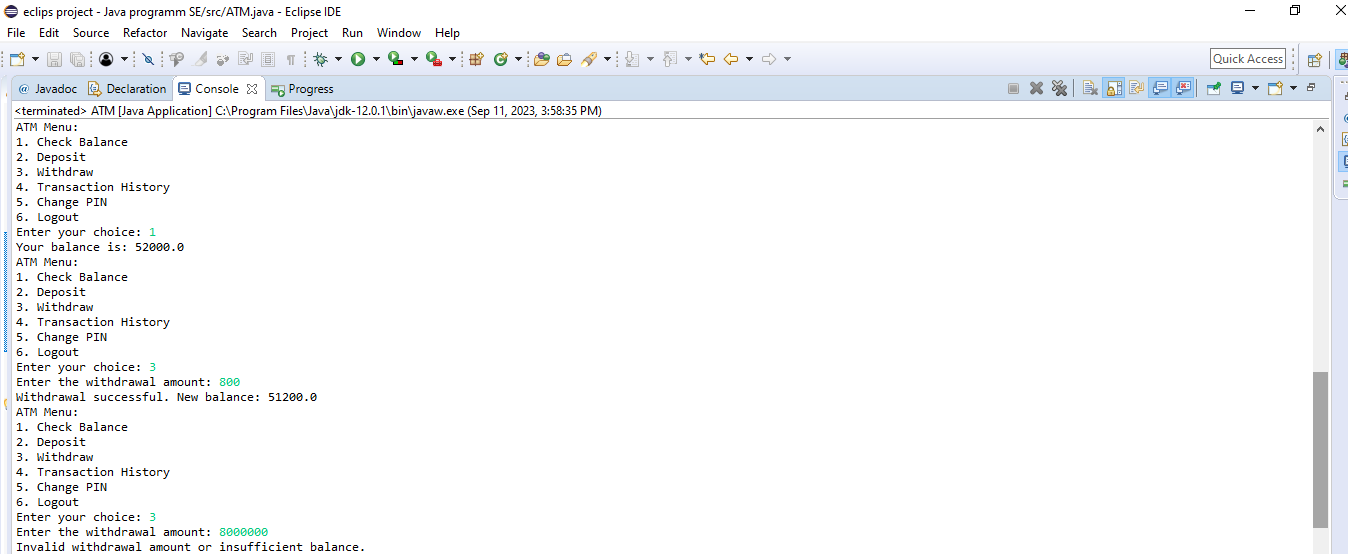 eclips project - Java programm SE/src/ATM.java - Eclipse IDE
File Edit Source Refactor Navigate Search Project Run Window Help
Quick Access
@ Javadoc Declaration Console Progress
<terminated> ATM [Java Application] C:\Program Files\Java\jdk-12.0.1\bin\javaw.exe (Sep 11, 2023, 3:58:35 PM)
ATM Menu:
1. Check Balance
2. Deposit
3. Withdraw
4. Transaction History
5. Change PIN
6. Logout
Enter your choice: 1
Your balance is: 52000.0
ATM Menu:
1. Check Balance
2. Deposit
3. Withdraw
4. Transaction History
5. Change PIN
6. Logout
Enter your choice: 3
Enter the withdrawal amount: 800
Withdrawal successful. New balance: 51200.0
ATM Menu:
1. Check Balance
2. Deposit
3. Withdraw
4. Transaction History
5. Change PIN
6. Logout
Enter your choice: 3
Enter the withdrawal amount: 8000000
Invalid withdrawal amount or insufficient balance.